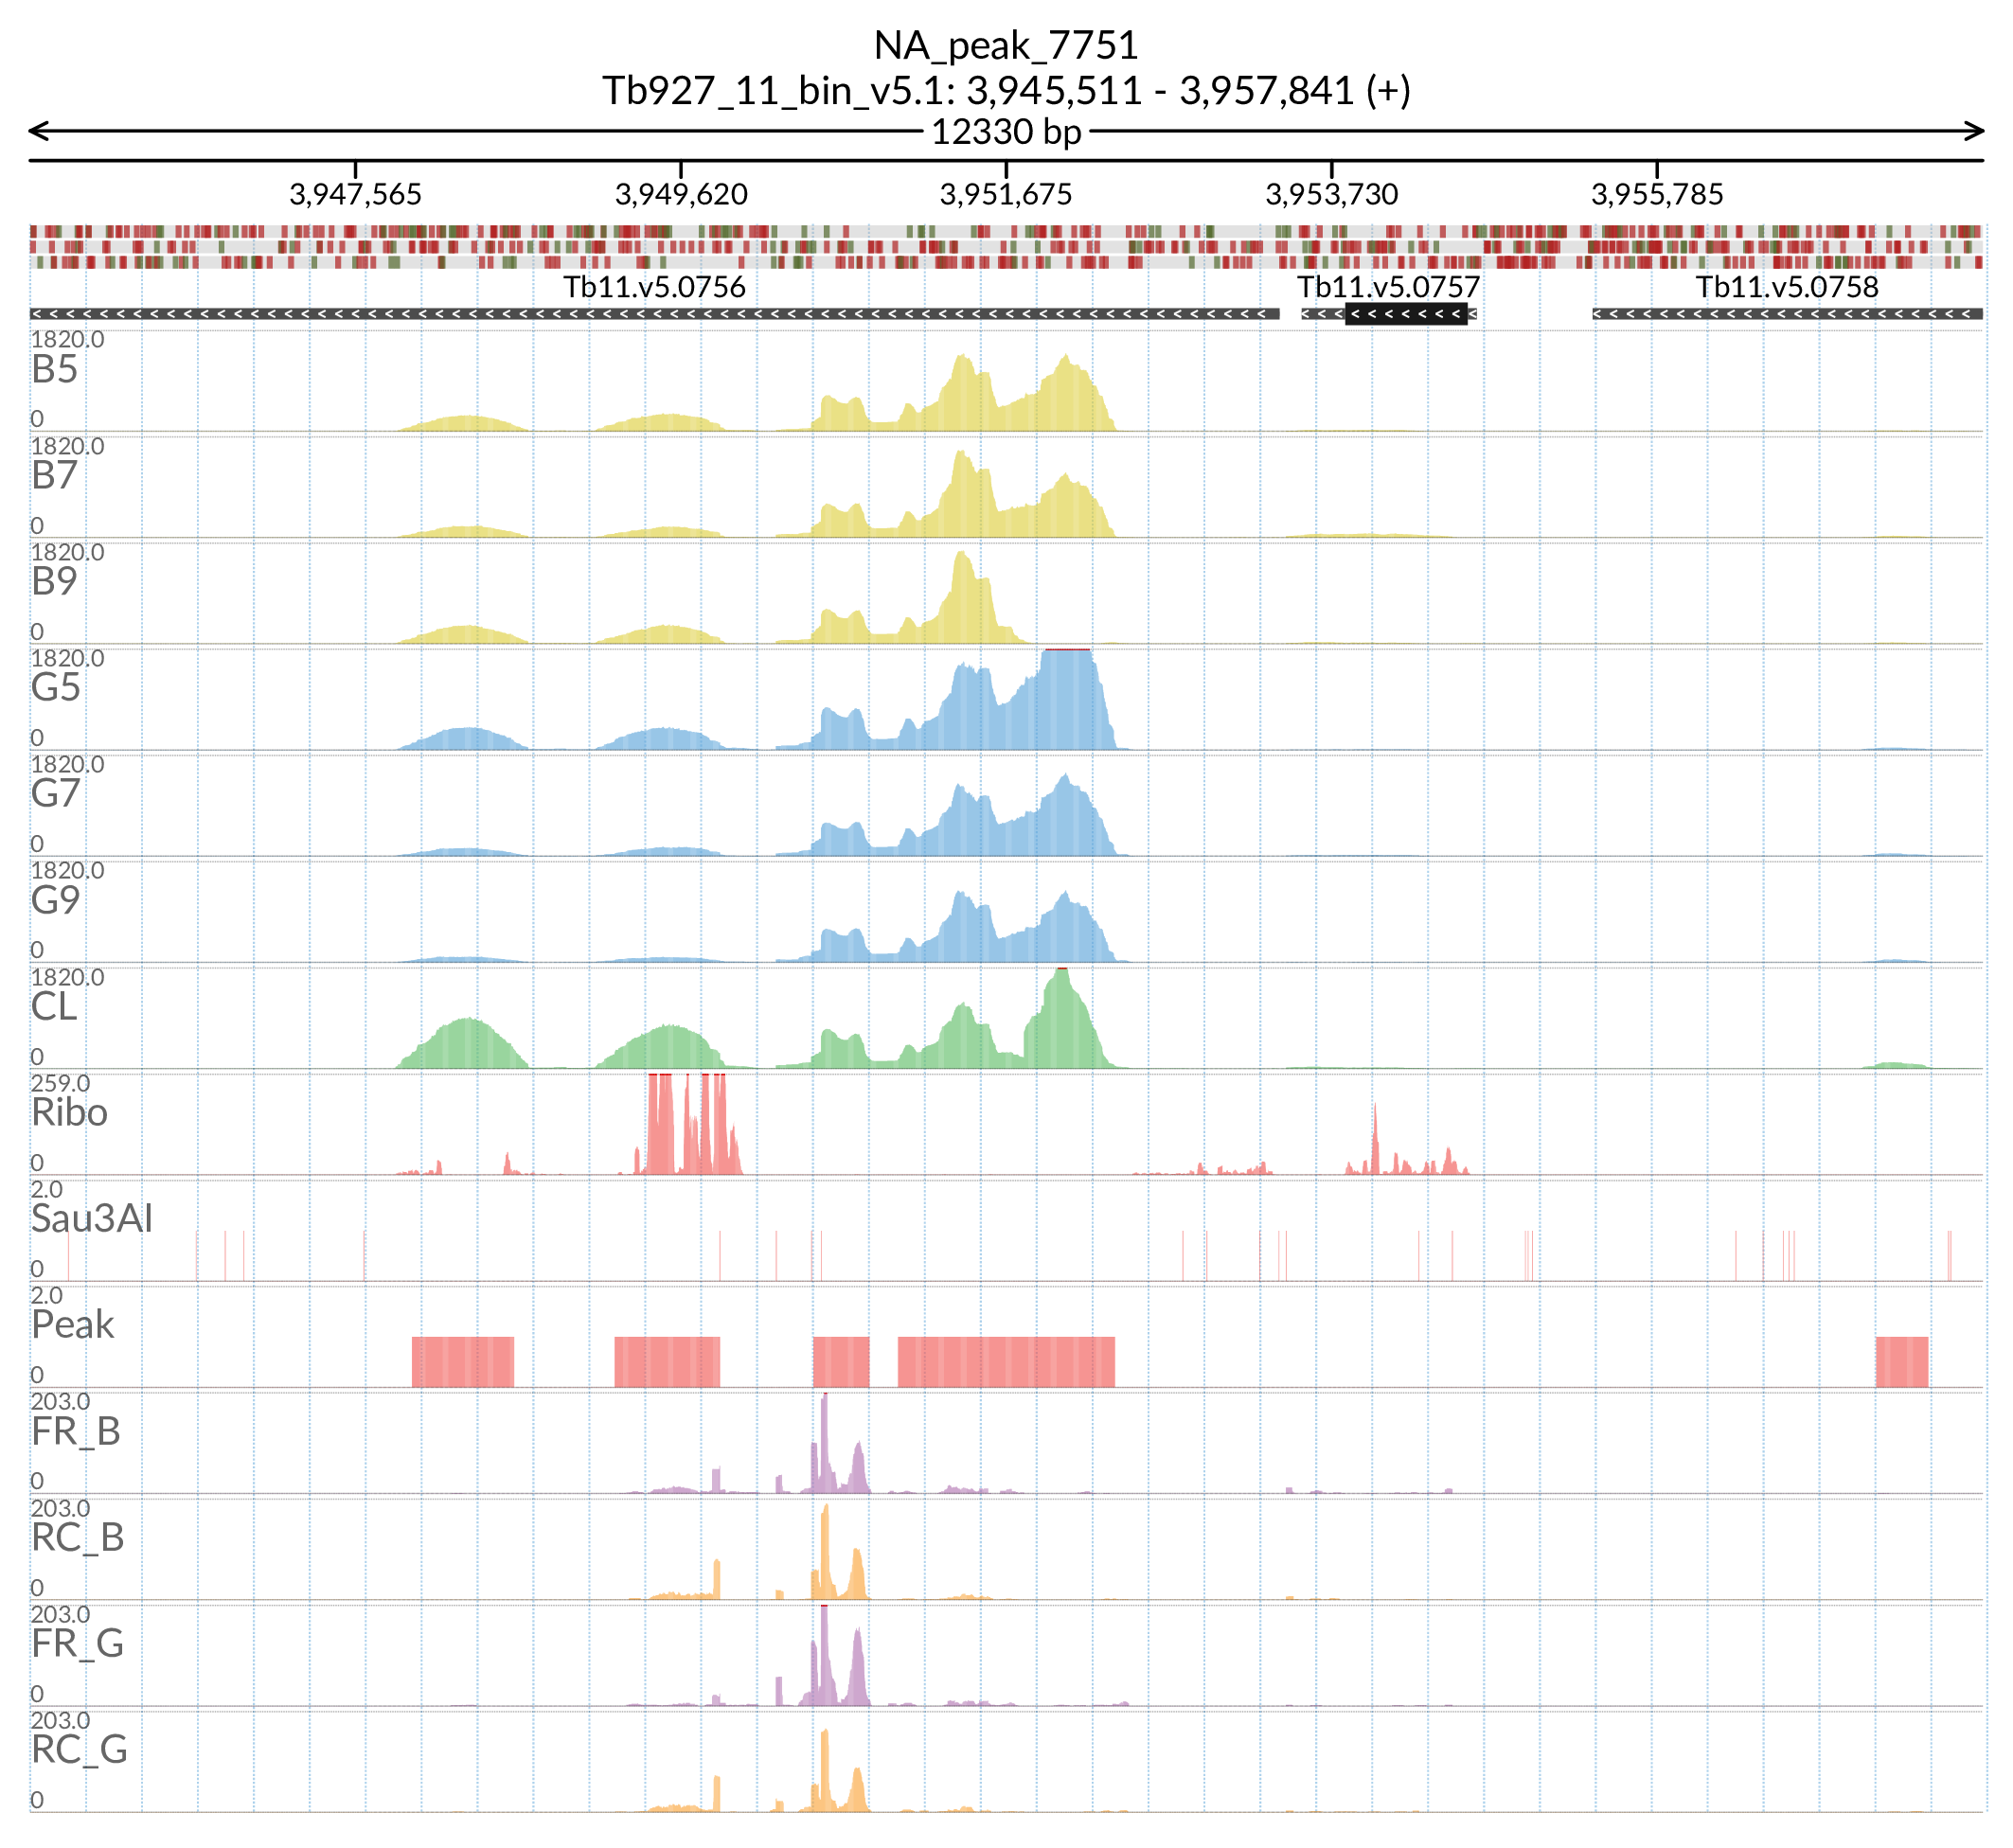 NA_peak_7751
Tb927_11_bin_v5.1: 3,945,511 - 3,957,841 (+)
12330 bp
3,947,565 3,949,620 3,951,675 3,953,730 3,955,785
Tb11.v5.0756 Tb11.v5.0757 Tb11.v5.0758
1820.0
B5
0
1820.0
B7
0
1820.0
B9
0
1820.0
G5
0
1820.0
G7
0
1820.0
G9
0
1820.0
CL
0
259.0
Ribo
0
2.0
Sau3AI
0
2.0
Peak
0
203.0
FR_B
0
203.0
RC_B
0
203.0
FR_G
0
203.0
RC_G
0